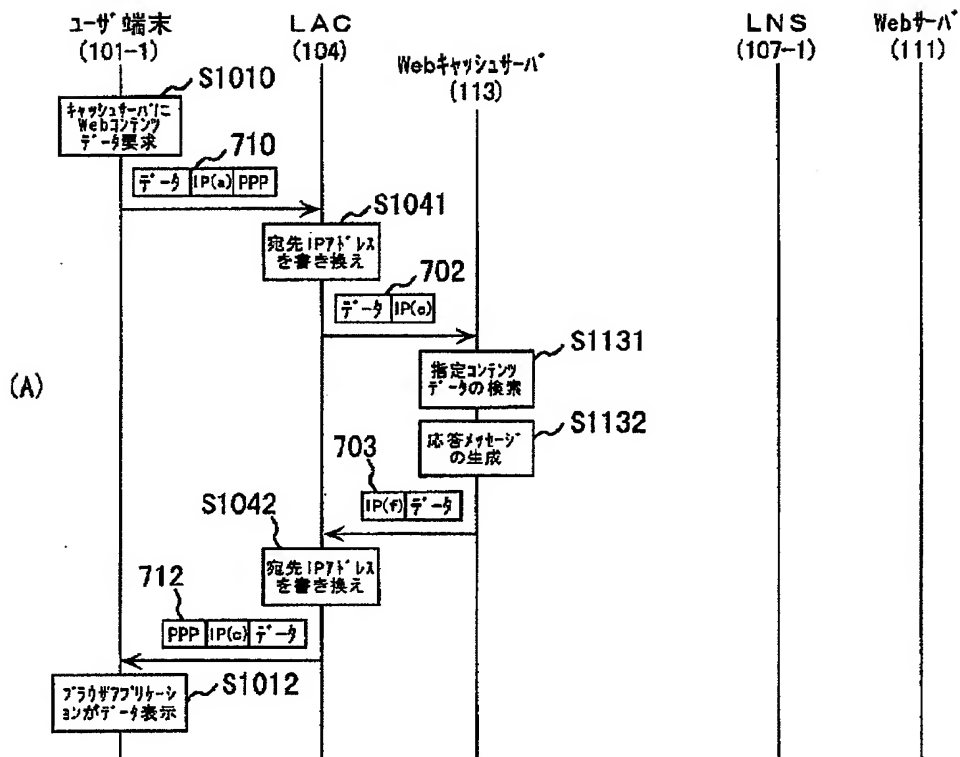 ユーザ端末
(101-1)
LAC
(104)
Webキャッシュサーバ
(113)
LNS
(107-1)
Webサーバ
(111)
S1010
キャッシュサーバに
Webコンテンツ
データ要求
710
データ IP(a) PPP
S1041
宛先IPアドレス
を書き換え
702
データ IP(e)
S1131
指定コンテンツ
データの検索
(A)
S1132
応答メッセージ
の生成
703
IP(f) データ
S1042
宛先IPアドレス
を書き換え
712
PPP IP(c) データ
S1012
ブラウザアプリケーシ
ョンがデータ表示